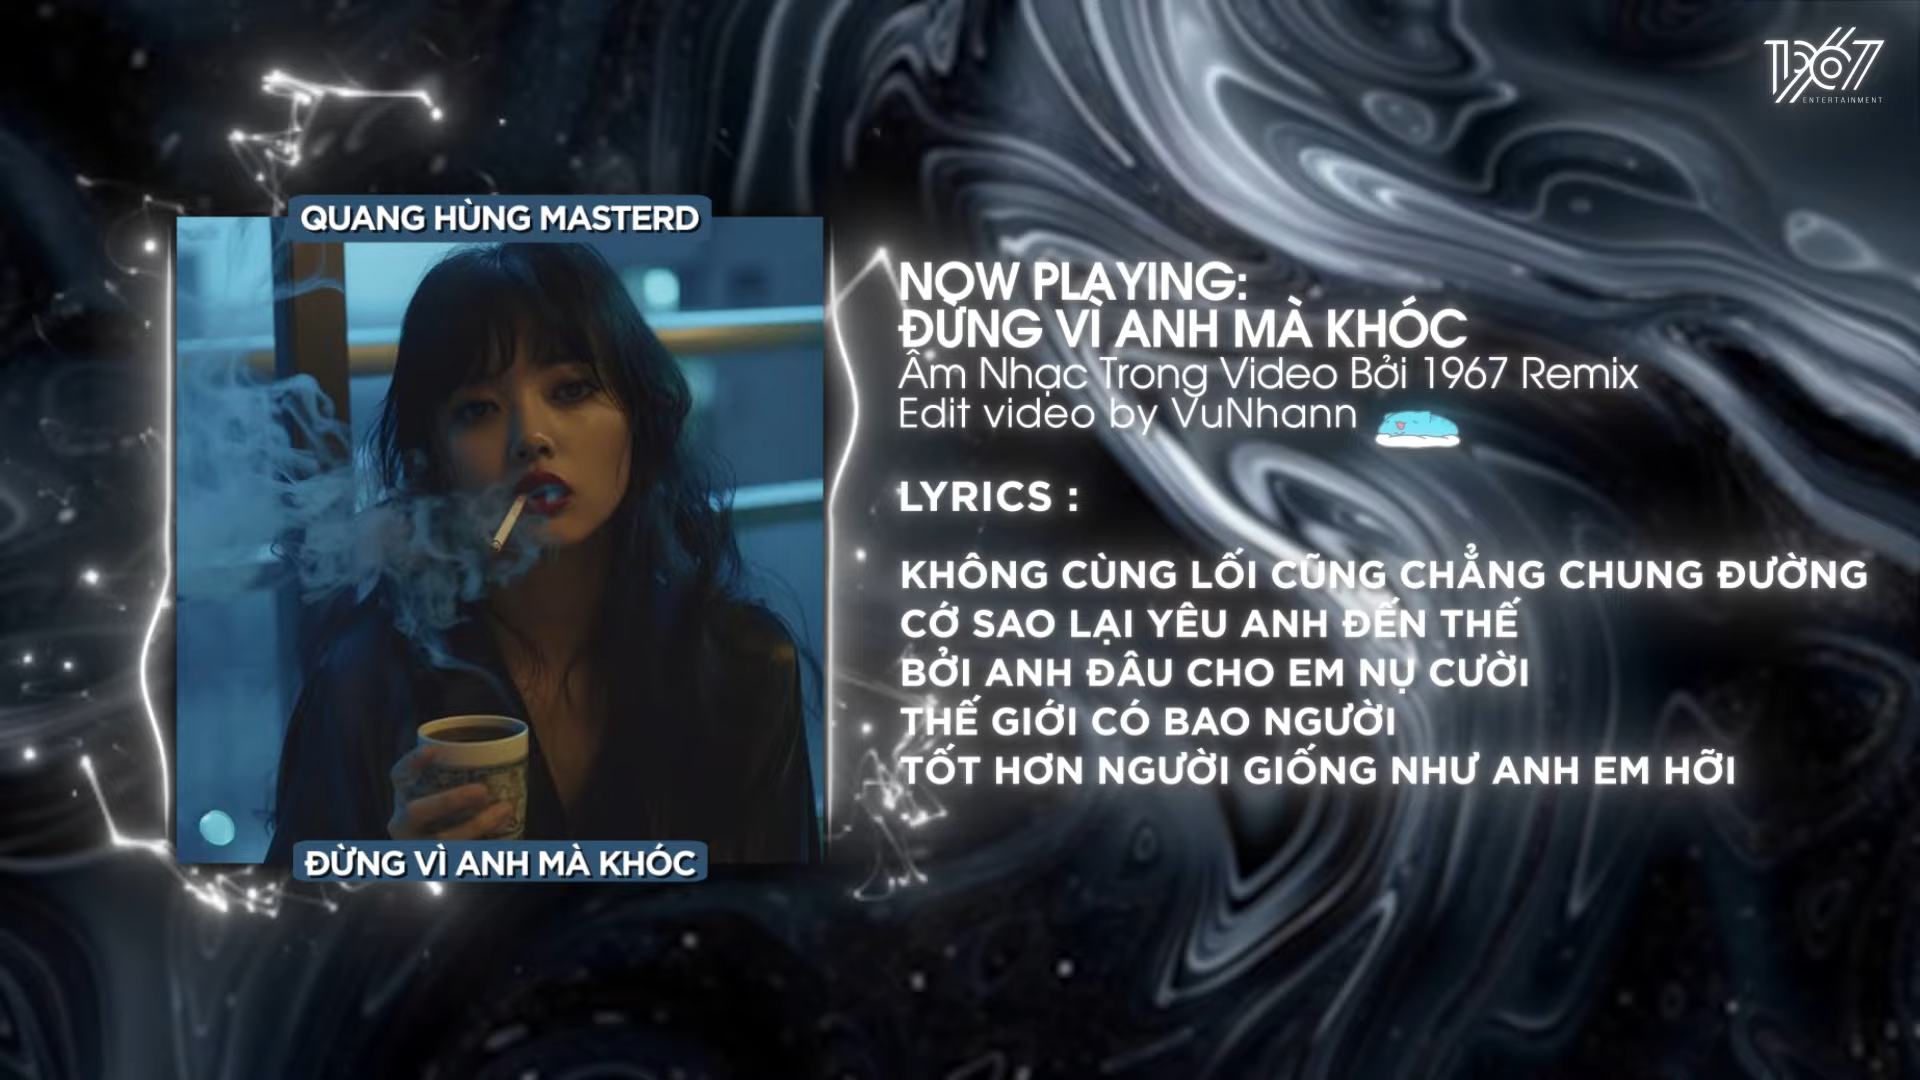 1967
ENTERTAINMENT
QUANG HÙNG MASTERD
ĐỪNG VÌ ANH MÀ KHÓC
NOW PLAYING:
ĐỪNG VÌ ANH MÀ KHÓC
Âm Nhạc Trong Video Bởi 1967 Remix
Edit video by VuNhann
LYRICS :
KHÔNG CÙNG LỐI CŨNG CHẲNG CHUNG ĐƯỜNG
CỚ SAO LẠI YÊU ANH ĐẾN THẾ
BỞI ANH ĐÂU CHO EM NỤ CƯỜI
THẾ GIỚI CÓ BAO NGƯỜI
TỐT HƠN NGƯỜI GIỐNG NHƯ ANH EM HỠI